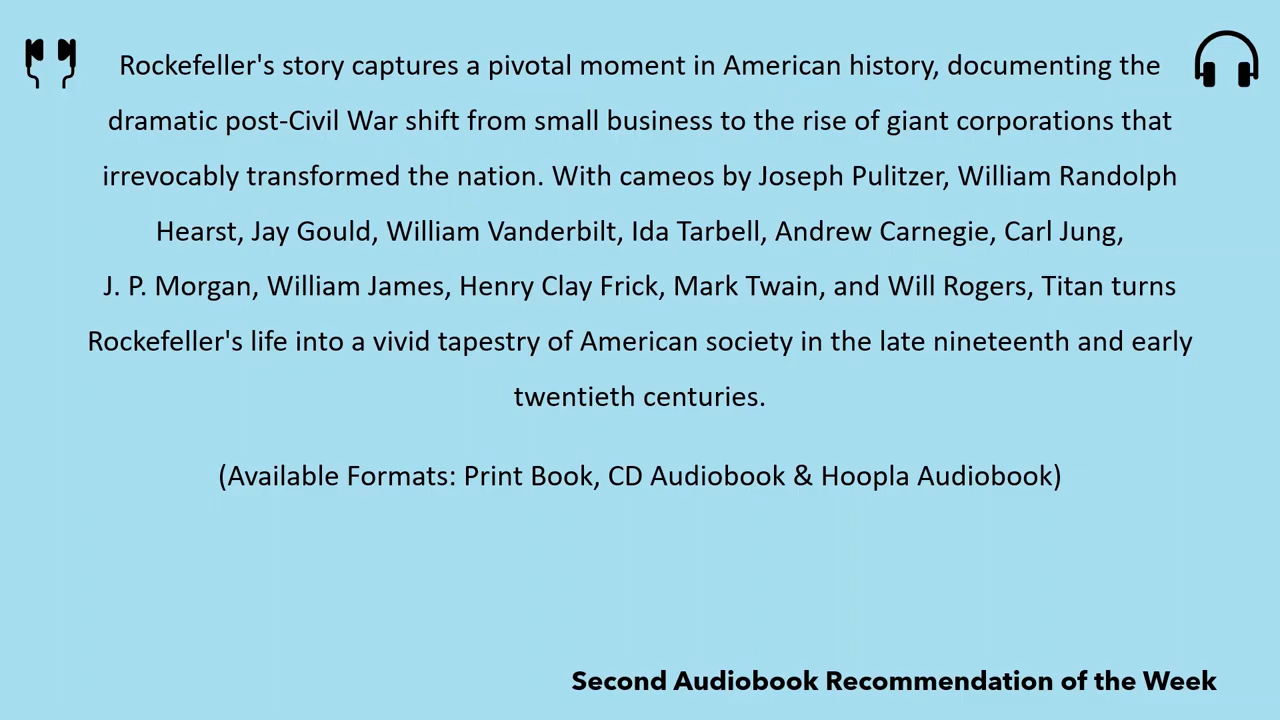 Rockefeller's story captures a pivotal moment in American history, documenting the
dramatic post-Civil War shift from small business to the rise of giant corporations that
irrevocably transformed the nation. With cameos by Joseph Pulitzer, William Randolph
Hearst, Jay Gould, William Vanderbilt, Ida Tarbell, Andrew Carnegie, Carl Jung,
J. P. Morgan, William James, Henry Clay Frick, Mark Twain, and Will Rogers, Titan turns
Rockefeller's life into a vivid tapestry of American society in the late nineteenth and early
twentieth centuries.
(Available Formats: Print Book, CD Audiobook & Hoopla Audiobook)
Second Audiobook Recommendation of the Week